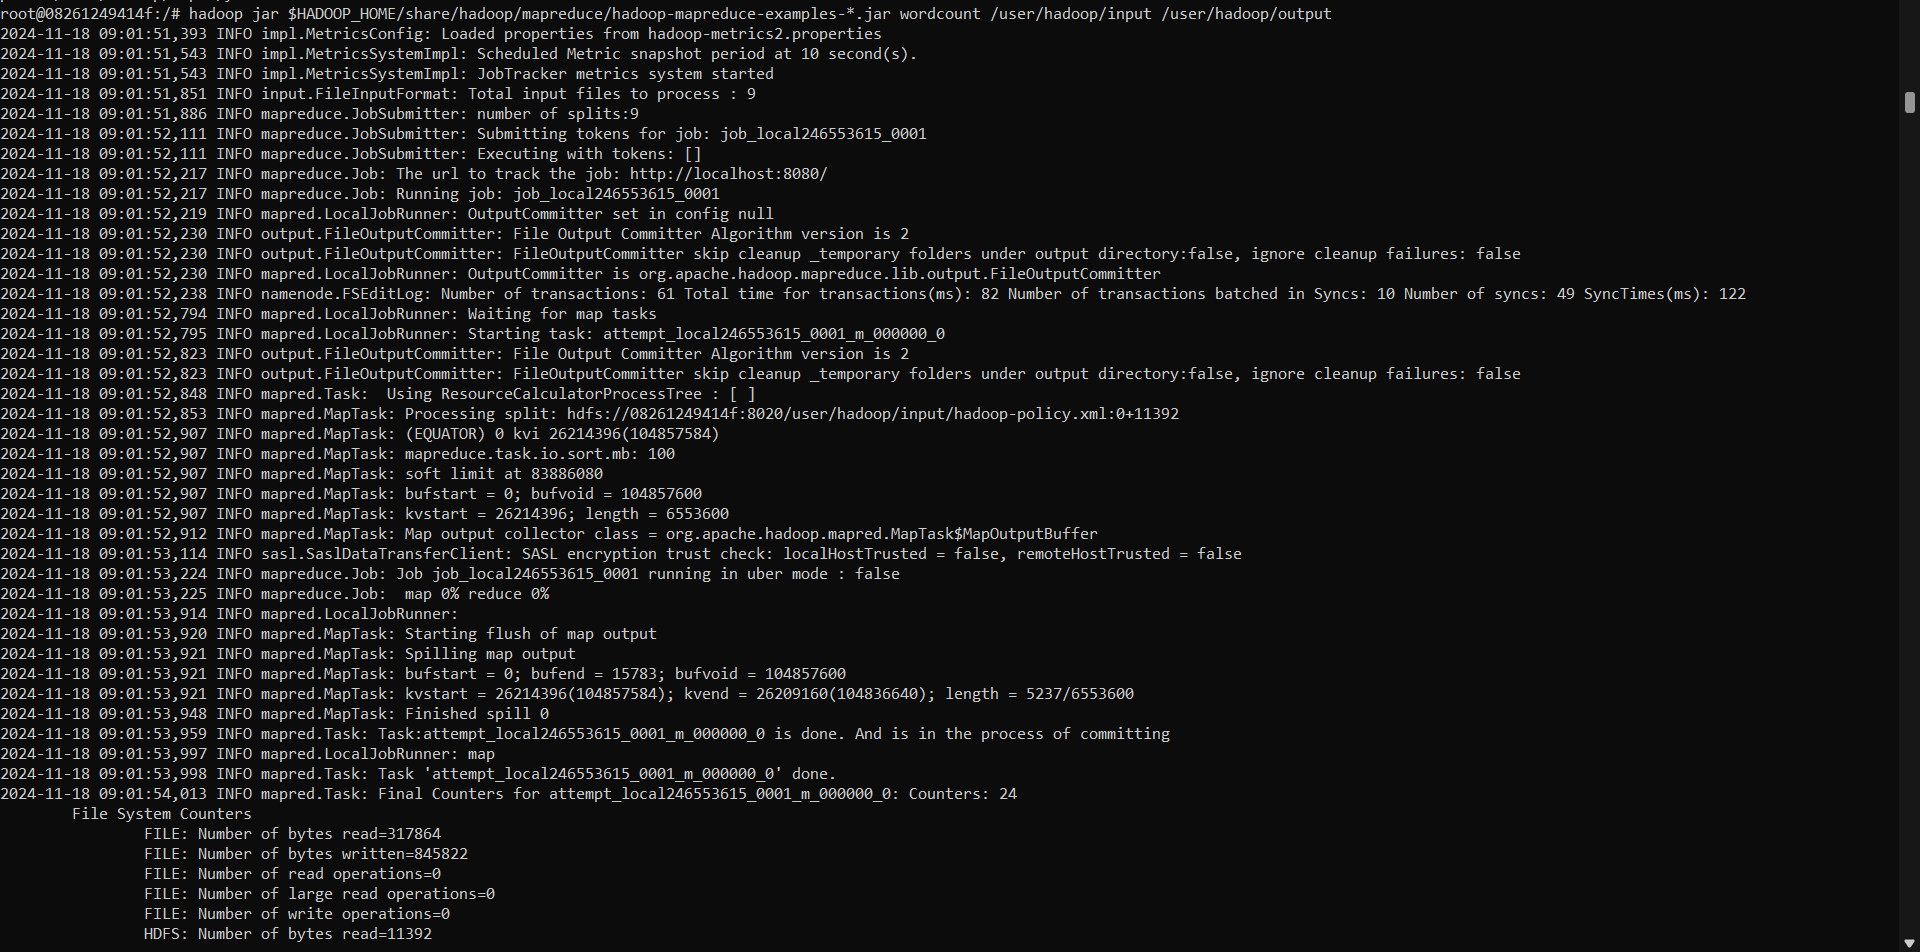 root@08261249414f:/# hadoop jar $HADOOP_HOME/share/hadoop/mapreduce/hadoop-mapreduce-examples-*.jar wordcount /user/hadoop/input /user/hadoop/output
2024-11-18 09:01:51,393 INFO impl.MetricsConfig: Loaded properties from hadoop-metrics2.properties
2024-11-18 09:01:51,543 INFO impl.MetricsSystemImpl: Scheduled Metric snapshot period at 10 second(s).
2024-11-18 09:01:51,543 INFO impl.MetricsSystemImpl: JobTracker metrics system started
2024-11-18 09:01:51,851 INFO input.FileInputFormat: Total input files to process : 9
2024-11-18 09:01:51,886 INFO mapreduce.JobSubmitter: number of splits:9
2024-11-18 09:01:52,111 INFO mapreduce.JobSubmitter: Submitting tokens for job: job_local246553615_0001
2024-11-18 09:01:52,111 INFO mapreduce.JobSubmitter: Executing with tokens: []
2024-11-18 09:01:52,217 INFO mapreduce.Job: The url to track the job: http://localhost:8080/
2024-11-18 09:01:52,217 INFO mapreduce.Job: Running job: job_local246553615_0001
2024-11-18 09:01:52,219 INFO mapred.LocalJobRunner: OutputCommitter set in config null
2024-11-18 09:01:52,230 INFO output.FileOutputCommitter: File Output Committer Algorithm version is 2
2024-11-18 09:01:52,230 INFO output.FileOutputCommitter: FileOutputCommitter skip cleanup _temporary folders under output directory:false, ignore cleanup failures: false
2024-11-18 09:01:52,230 INFO mapred.LocalJobRunner: OutputCommitter is org.apache.hadoop.mapreduce.lib.output.FileOutputCommitter
2024-11-18 09:01:52,238 INFO namenode.FSEditLog: Number of transactions: 61 Total time for transactions(ms): 82 Number of transactions batched in Syncs: 10 Number of syncs: 49 SyncTimes(ms): 122
2024-11-18 09:01:52,794 INFO mapred.LocalJobRunner: Waiting for map tasks
2024-11-18 09:01:52,795 INFO mapred.LocalJobRunner: Starting task: attempt_local246553615_0001_m_000000_0
2024-11-18 09:01:52,823 INFO output.FileOutputCommitter: File Output Committer Algorithm version is 2
2024-11-18 09:01:52,823 INFO output.FileOutputCommitter: FileOutputCommitter skip cleanup _temporary folders under output directory:false, ignore cleanup failures: false
2024-11-18 09:01:52,848 INFO mapred.Task:  Using ResourceCalculatorProcessTree : [ ]
2024-11-18 09:01:52,853 INFO mapred.MapTask: Processing split: hdfs://08261249414f:8020/user/hadoop/input/hadoop-policy.xml:0+11392
2024-11-18 09:01:52,907 INFO mapred.MapTask: (EQUATOR) 0 kvi 26214396(104857584)
2024-11-18 09:01:52,907 INFO mapred.MapTask: mapreduce.task.io.sort.mb: 100
2024-11-18 09:01:52,907 INFO mapred.MapTask: soft limit at 83886080
2024-11-18 09:01:52,907 INFO mapred.MapTask: bufstart = 0; bufvoid = 104857600
2024-11-18 09:01:52,907 INFO mapred.MapTask: kvstart = 26214396; length = 6553600
2024-11-18 09:01:52,912 INFO mapred.MapTask: Map output collector class = org.apache.hadoop.mapred.MapTask$MapOutputBuffer
2024-11-18 09:01:53,114 INFO sasl.SaslDataTransferClient: SASL encryption trust check: localHostTrusted = false, remoteHostTrusted = false
2024-11-18 09:01:53,224 INFO mapreduce.Job: Job job_local246553615_0001 running in uber mode : false
2024-11-18 09:01:53,225 INFO mapreduce.Job:  map 0% reduce 0%
2024-11-18 09:01:53,914 INFO mapred.LocalJobRunner:
2024-11-18 09:01:53,920 INFO mapred.MapTask: Starting flush of map output
2024-11-18 09:01:53,921 INFO mapred.MapTask: Spilling map output
2024-11-18 09:01:53,921 INFO mapred.MapTask: bufstart = 0; bufend = 15783; bufvoid = 104857600
2024-11-18 09:01:53,921 INFO mapred.MapTask: kvstart = 26214396(104857584); kvend = 26209160(104836640); length = 5237/6553600
2024-11-18 09:01:53,948 INFO mapred.MapTask: Finished spill 0
2024-11-18 09:01:53,959 INFO mapred.Task: Task:attempt_local246553615_0001_m_000000_0 is done. And is in the process of committing
2024-11-18 09:01:53,997 INFO mapred.LocalJobRunner: map
2024-11-18 09:01:53,998 INFO mapred.Task: Task 'attempt_local246553615_0001_m_000000_0' done.
2024-11-18 09:01:54,013 INFO mapred.Task: Final Counters for attempt_local246553615_0001_m_000000_0: Counters: 24
File System Counters
FILE: Number of bytes read=317864
FILE: Number of bytes written=845822
FILE: Number of read operations=0
FILE: Number of large read operations=0
FILE: Number of write operations=0
HDFS: Number of bytes read=11392